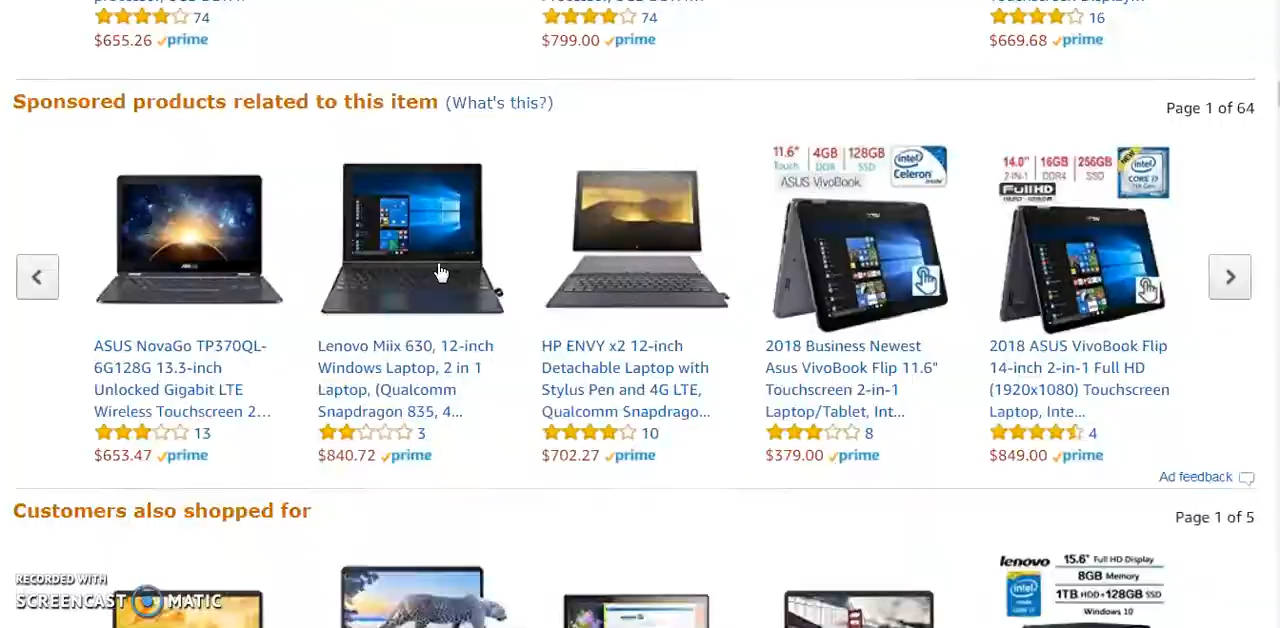 74
74
16
$655.26 prime
$799.00 prime
$669.68 prime
Sponsored products related to this item (What's this?)
Page 1 of 64
11.6" 4GB 128GB
Touch DDR SSD
ASUS VivoBook
intel
Celeron
14.0" 16GB 256GB
2-IN-1 DDR4 SSD
FullHD
NEW
intel
CORE i7
ASUS NovaGo TP370QL-
6G128G 13.3-inch
Unlocked Gigabit LTE
Wireless Touchscreen 2...
13
$653.47 prime
Lenovo Miix 630, 12-inch
Windows Laptop, 2 in 1
Laptop, (Qualcomm
Snapdragon 835, 4...
3
$840.72 prime
HP ENVY x2 12-inch
Detachable Laptop with
Stylus Pen and 4G LTE,
Qualcomm Snapdrago...
10
$702.27 prime
2018 Business Newest
Asus VivoBook Flip 11.6"
Touchscreen 2-in-1
Laptop/Tablet, Int...
8
$379.00 prime
2018 ASUS VivoBook Flip
14-inch 2-in-1 Full HD
(1920x1080) Touchscreen
Laptop, Inte...
4
$849.00 prime
Ad feedback
Customers also shopped for
Page 1 of 5
lenovo
15.6" Full HD Display
8GB Memory
1TB HDD+128GB SSD
Windows 10
intel
RECORDED WITH
SCREENCAST MATIC